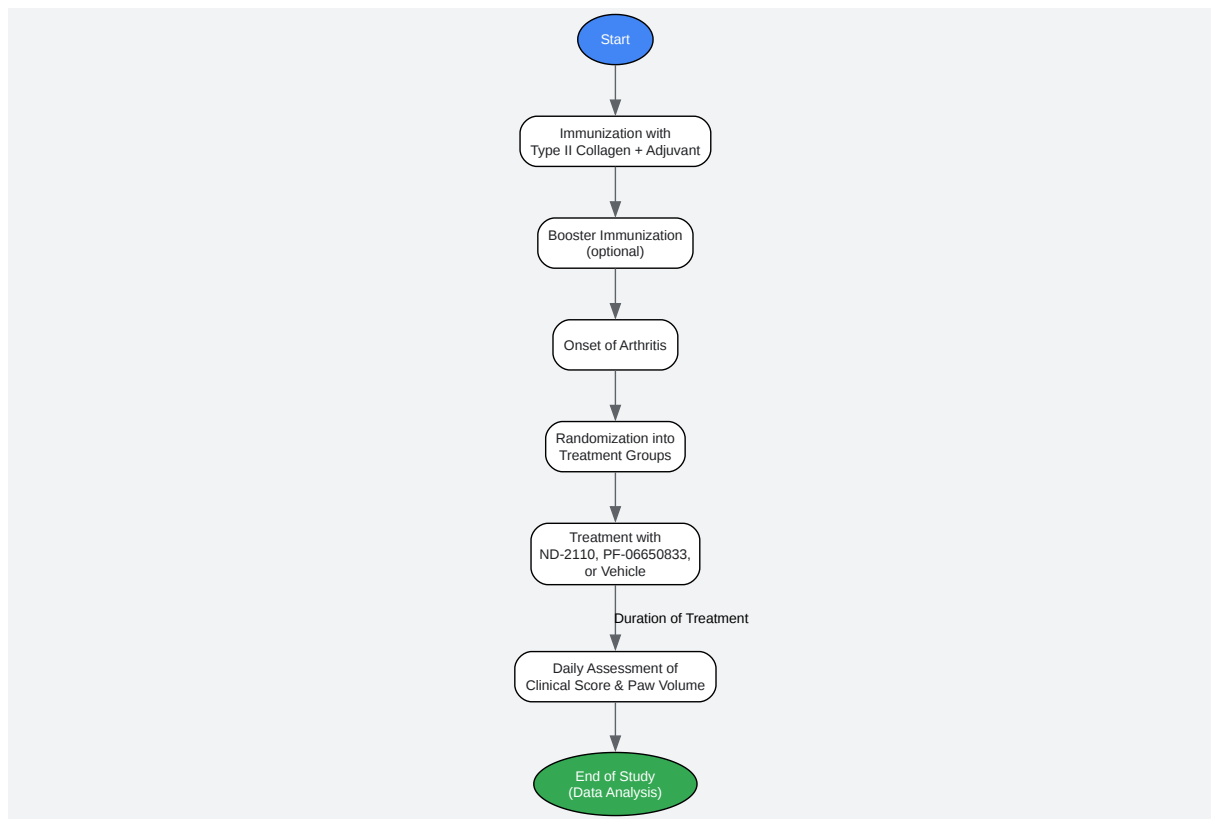 Start
Immunization with
Type II Collagen + Adjuvant
Booster Immunization
(optional)
Onset of Arthritis
Randomization into
Treatment Groups
Treatment with
ND-2110, PF-06650833,
or Vehicle
Duration of Treatment
Daily Assessment of
Clinical Score & Paw Volume
End of Study
(Data Analysis)